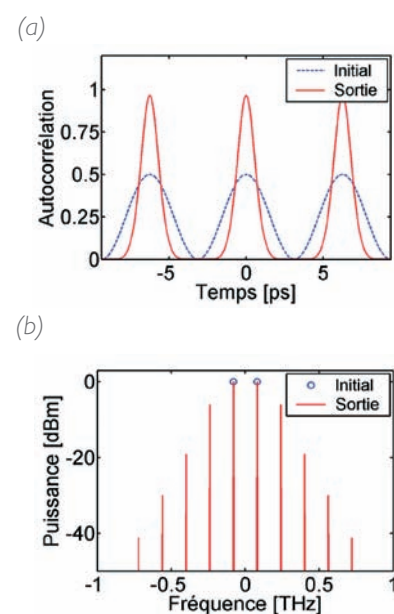 (a)
Initial
Sortie
1
0.75
0.5
0.25
0
Autocorrélation
-5 0 5
Temps [ps]
(b)
Initial
Sortie
0
-20
-40
Puissance [dBm]
-1 -0.5 0 0.5 1
Fréquence [THz]